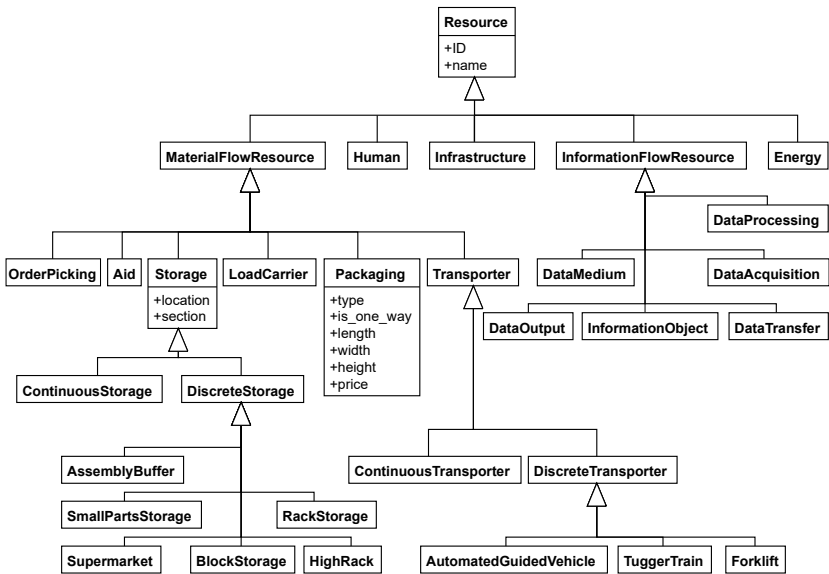 Resource
+ID
+name
MaterialFlowResource
Human
Infrastructure
InformationFlowResource
Energy
DataProcessing
OrderPicking
Aid
Storage
+location
+section
LoadCarrier
Packaging
+type
+is_one_way
+length
+width
+height
+price
Transporter
DataMedium
DataAcquisition
DataOutput
InformationObject
DataTransfer
ContinuousStorage
DiscreteStorage
AssemblyBuffer
ContinuousTransporter
DiscreteTransporter
SmallPartsStorage
RackStorage
Supermarket
BlockStorage
HighRack
AutomatedGuidedVehicle
TuggerTrain
Forklift